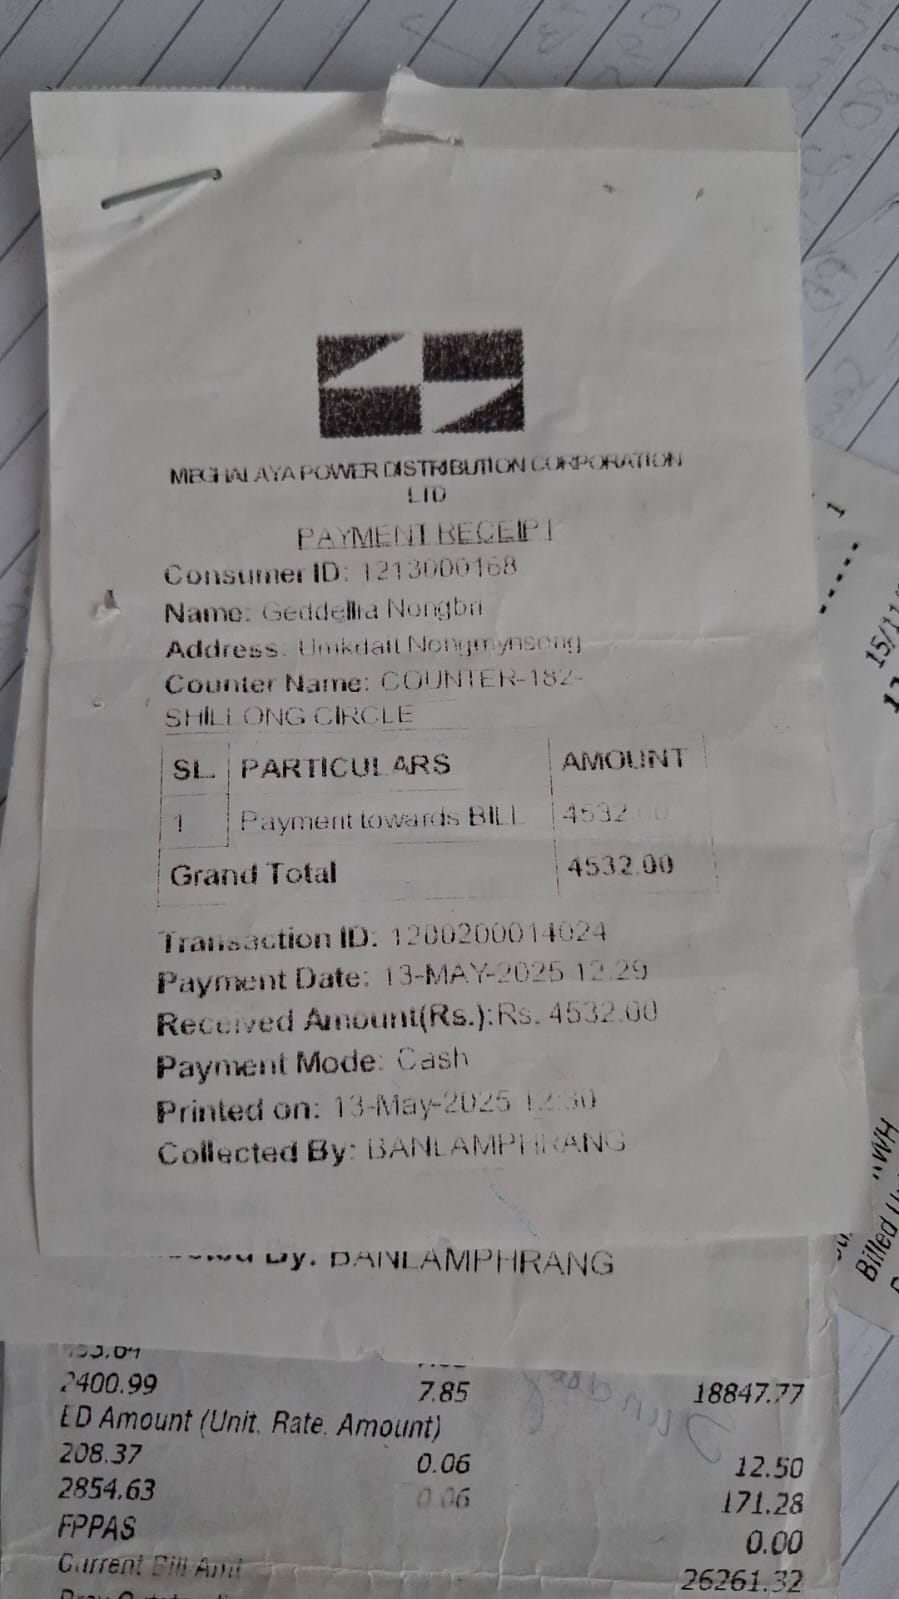 MEGHALAYA POWER DISTRIBUTION CORPORATION
LTD
PAYMENT RECEIPT
Consumer ID: 1213000168
Name: Geddellia Nongbri
Address: Umkdait Nongmynsong
Counter Name: COUNTER-182-
SHILLONG CIRCLE
SL. PARTICULARS AMOUNT
1 Payment towards BILL 4532.00
Grand Total 4532.00
Transaction ID: 1200200014024
Payment Date: 13-MAY-2025 12:29
Received Amount(Rs.):Rs. 4532.00
Payment Mode: Cash
Printed on: 13-May-2025 12:30
Collected By: BANLAMPHRANG
By: BANLAMPHRANG
2400.99 7.85 18847.77
ED Amount (Unit, Rate, Amount)
208.37 0.06 12.50
2854.63 0.06 171.28
FPPAS 0.00
Current Bill Amt 26261.32
1
15/11/
Billed